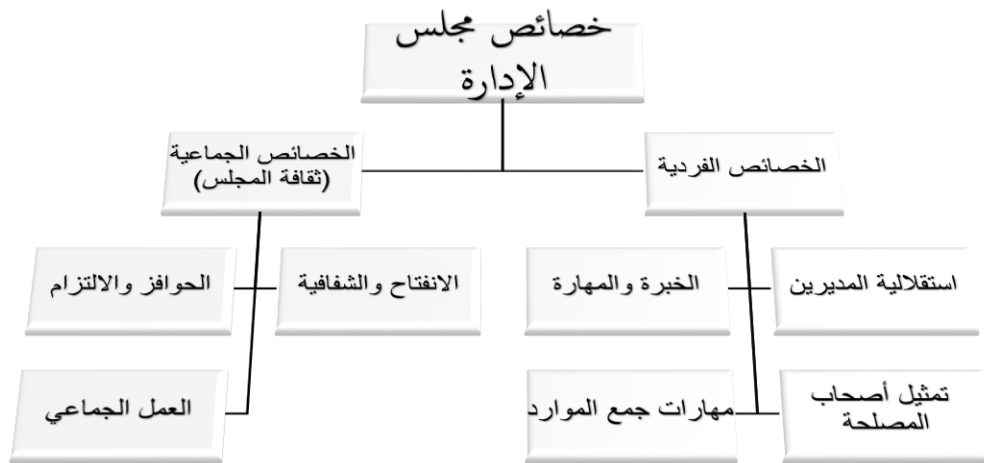 خصائص مجلس
الإدارة
الخصائص الفردية
الخصائص الجماعية
(ثقافة المجلس)
استقلالية المديرين
الخبرة والمهارة
الانفتاح والشفافية
الحوافز والالتزام
تمثيل أصحاب
المصلحة
مهارات جمع الموارد
العمل الجماعي